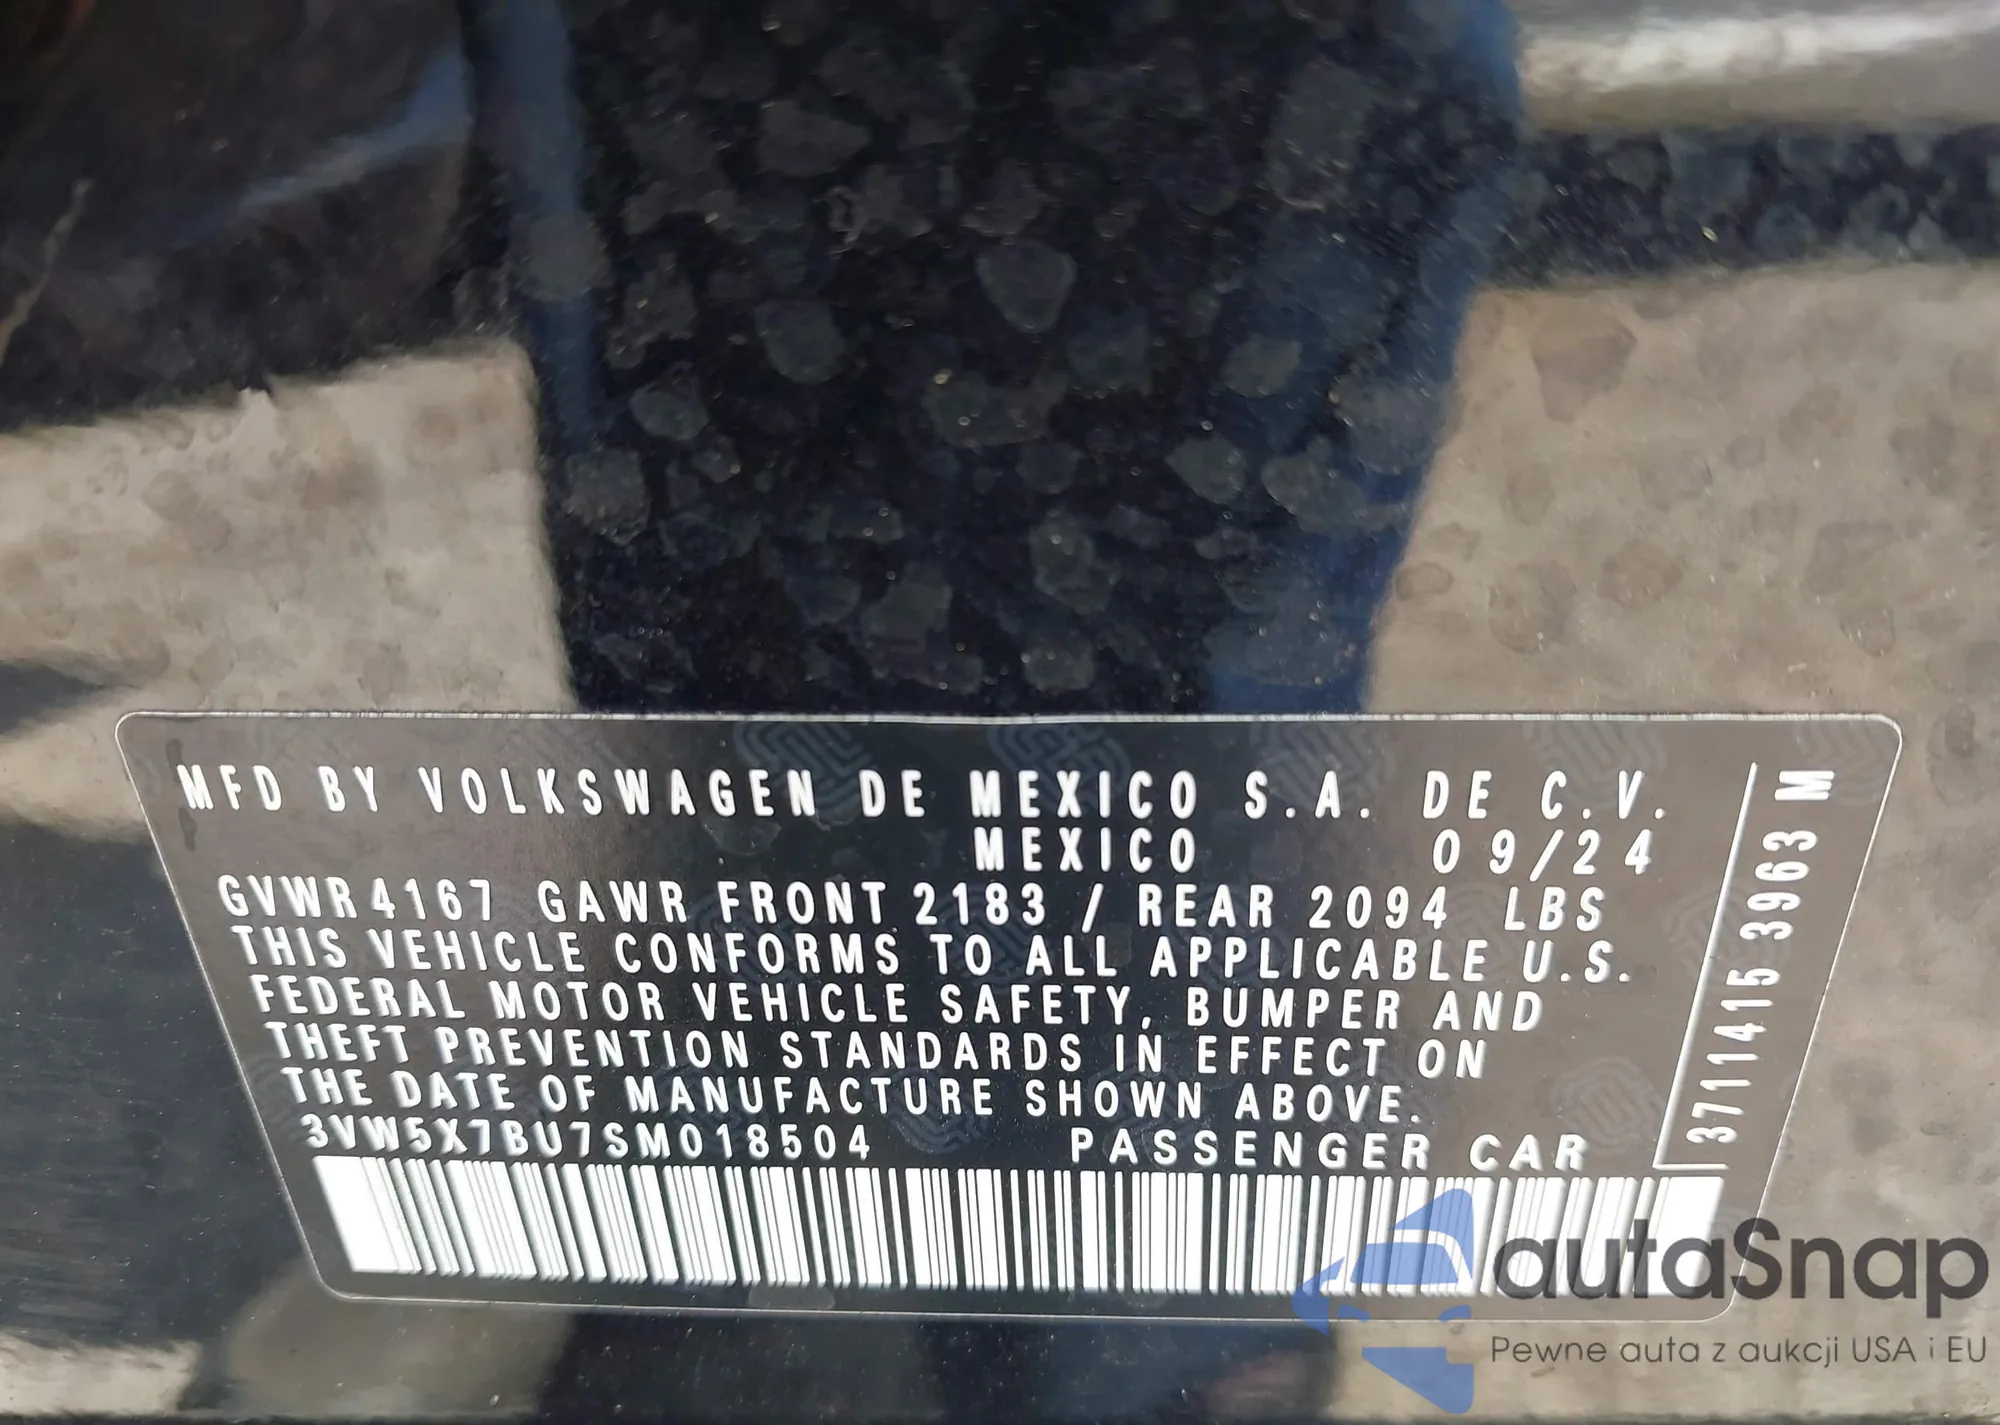 MFD BY VOLKSWAGEN DE MEXICO S.A. DE C.V.
MEXICO 09/24
GVWR 4167 GAWR FRONT 2183 / REAR 2094 LBS
THIS VEHICLE CONFORMS TO ALL APPLICABLE U.S.
FEDERAL MOTOR VEHICLE SAFETY, BUMPER AND
THEFT PREVENTION STANDARDS IN EFFECT ON
THE DATE OF MANUFACTURE SHOWN ABOVE.
3VW5X7BU7SM018504 PASSENGER CAR
3711415 3963 M
autaSnap
Pewne auta z aukcji USA i EU